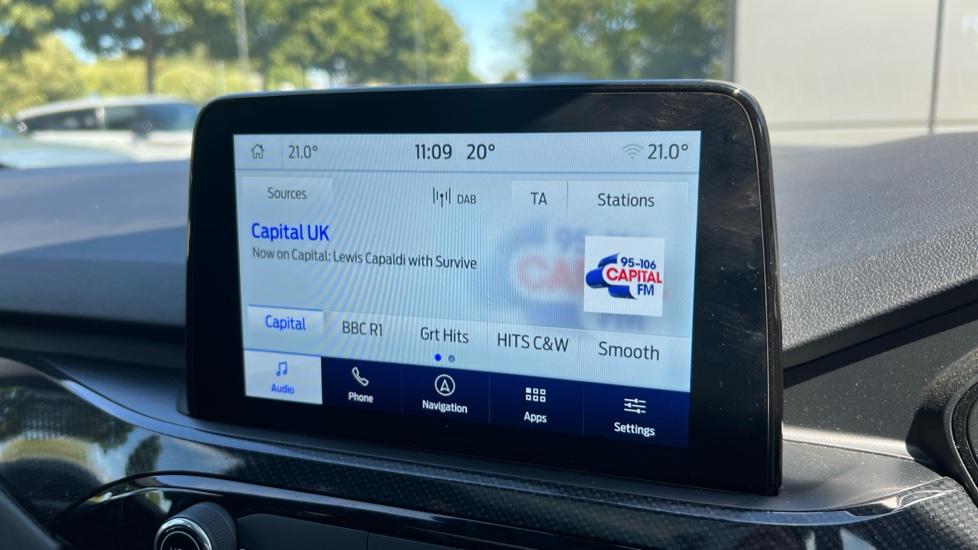 21.0° 11:09 20° 21.0°
Sources DAB TA Stations
Capital UK
Now on Capital: Lewis Capaldi with Survive
95-106
CAPITAL
FM
Capital BBC R1 Grt Hits HITS C&W Smooth
Audio Phone Navigation Apps Settings